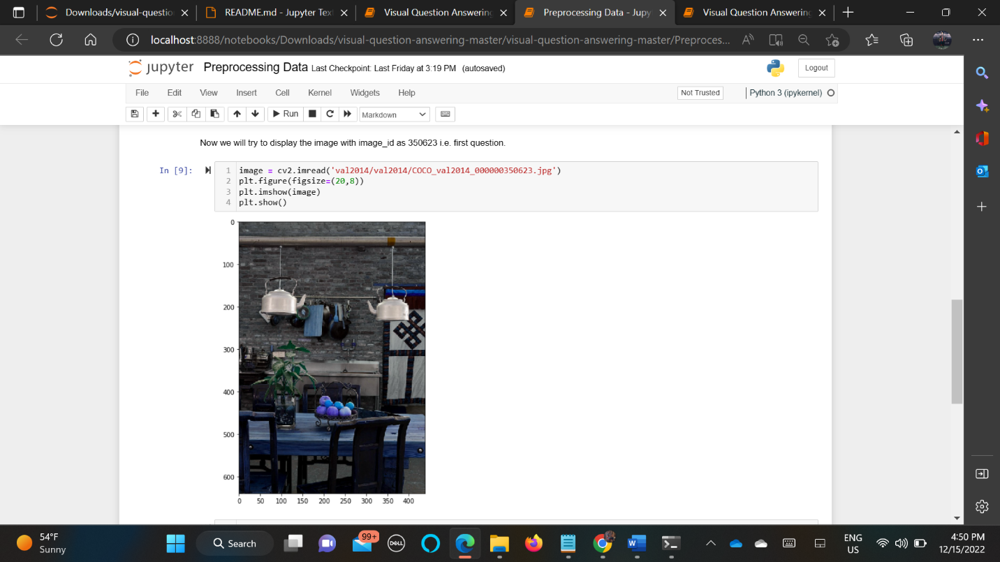 Downloads/visual-questio
README.md - Jupyter Text
Visual Question Answering
Preprocessing Data - Jupy
Visual Question Answering
localhost:8888/notebooks/Downloads/visual-question-answering-master/visual-question-answering-master/Preproces...
jupyter Preprocessing Data Last Checkpoint: Last Friday at 3:19 PM (autosaved)
Logout
File Edit View Insert Cell Kernel Widgets Help
Not Trusted
Python 3 (ipykernel)
Run
Markdown
Now we will try to display the image with image_id as 350623 i.e. first question.
In [9]:
1 image = cv2.imread('val2014/val2014/COCO_val2014_000000350623.jpg')
2 plt.figure(figsize=(20,8))
3 plt.imshow(image)
4 plt.show()
0
100
200
300
400
500
600
0 50 100 150 200 250 300 350 400
54°F
Sunny
Search
99+
DELL
ENG
US
4:50 PM
12/15/2022